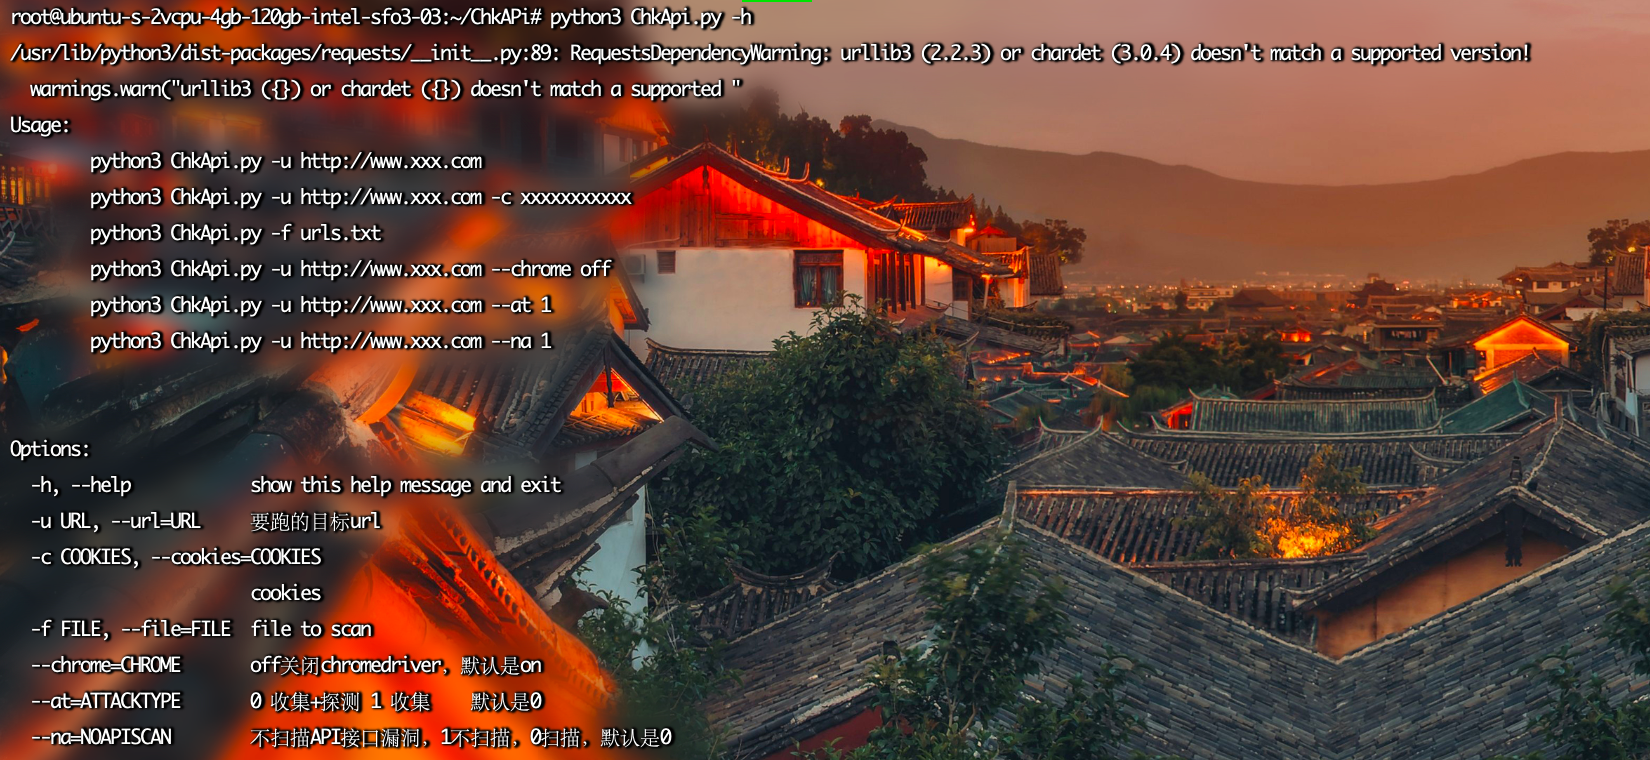 root@ubuntu-s-2vcpu-4gb-120gb-intel-sfo3-03:~/ChkAPi# python3 ChkApi.py -h
/usr/lib/python3/dist-packages/requests/__init__.py:89: RequestsDependencyWarning: urllib3 (2.2.3) or chardet (3.0.4) doesn't match a supported version!
  warnings.warn("urllib3 ({}) or chardet ({}) doesn't match a supported "
Usage:
        python3 ChkApi.py -u http://www.xxx.com
        python3 ChkApi.py -u http://www.xxx.com -c xxxxxxxxxxx
        python3 ChkApi.py -f urls.txt
        python3 ChkApi.py -u http://www.xxx.com --chrome off
        python3 ChkApi.py -u http://www.xxx.com --at 1
        python3 ChkApi.py -u http://www.xxx.com --na 1
Options:
  -h, --help            show this help message and exit
  -u URL, --url=URL     要跑的目标url
  -c COOKIES, --cookies=COOKIES
                        cookies
  -f FILE, --file=FILE  file to scan
  --chrome=CHROME       off关闭chromedriver，默认是on
  --at=ATTACKTYPE       0 收集+探测 1 收集    默认是0
  --na=NOAPISCAN        不扫描API接口漏洞，1不扫描，0扫描，默认是0